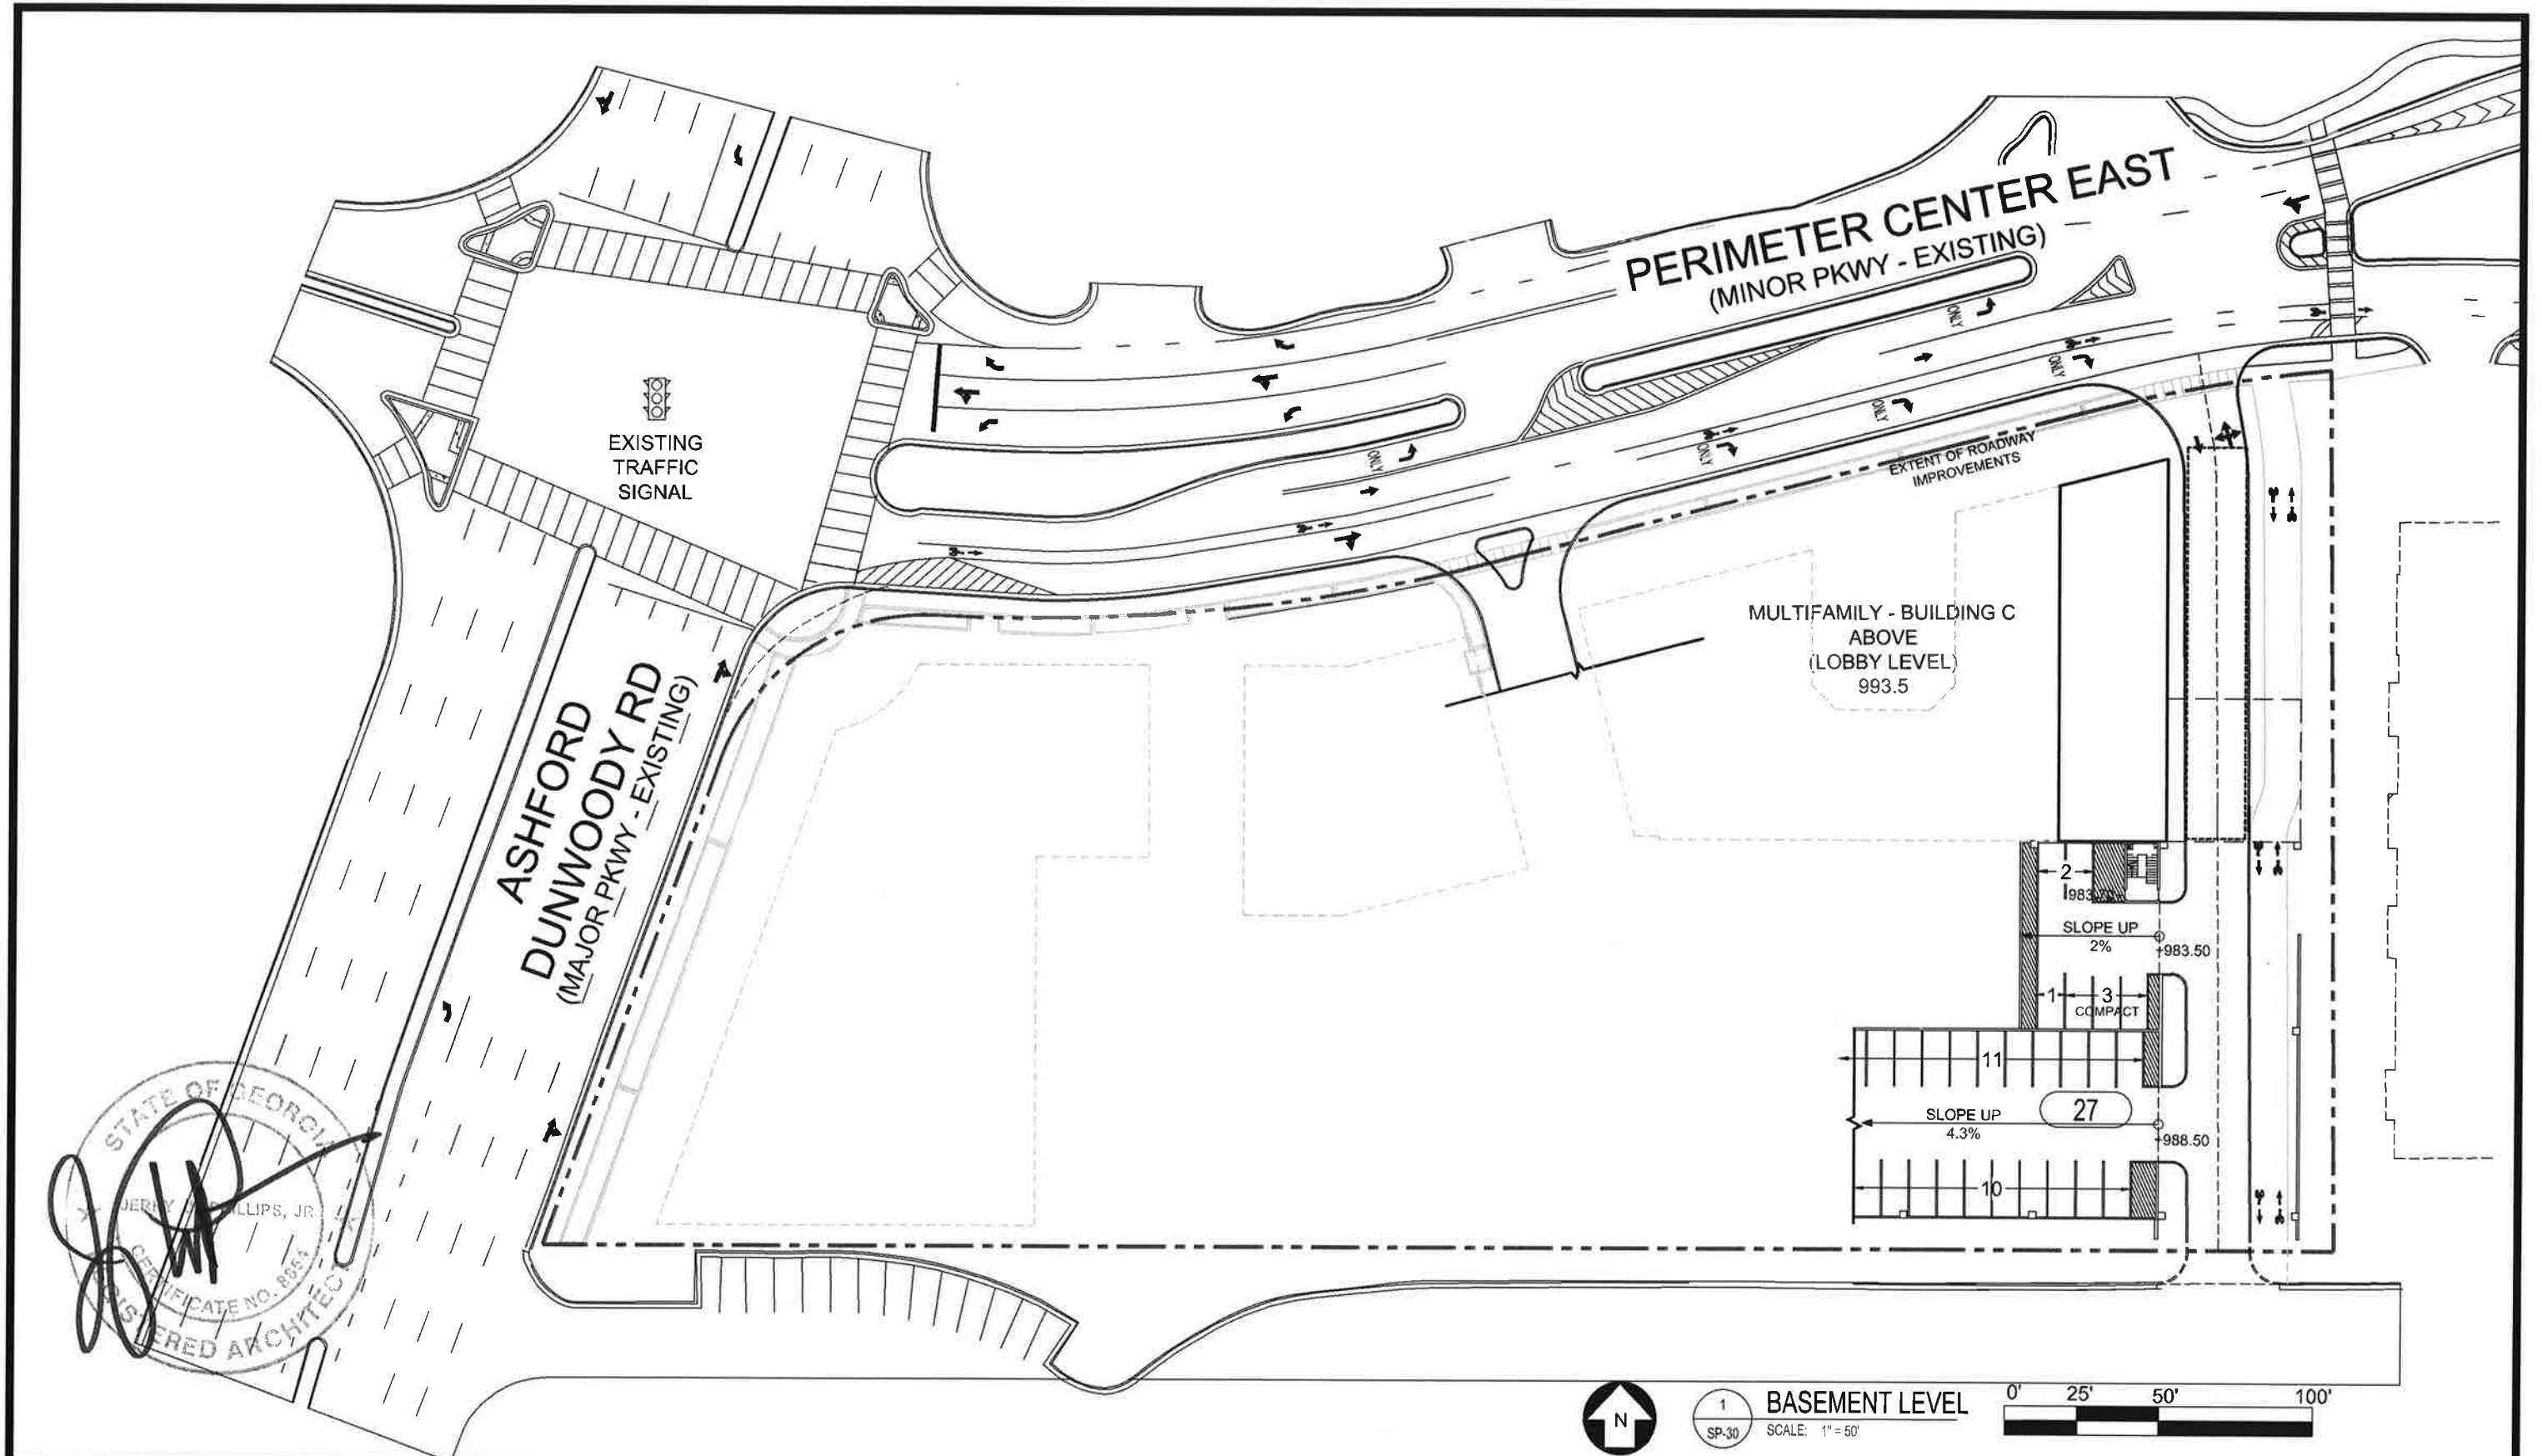 PERIMETER CENTER EAST
(MINOR PKWY - EXISTING)
ONLY
ONLY
ONLY
ONLY
ONLY
EXISTING
TRAFFIC
SIGNAL
EXTENT OF ROADWAY
IMPROVEMENTS
MULTIFAMILY - BUILDING C
ABOVE
(LOBBY LEVEL)
993.5
ASHFORD
DUNWOODY RD
(MAJOR PKWY - EXISTING)
2
SLOPE UP
2%
+983.50
1
3
COMPACT
11
27
SLOPE UP
4.3%
+988.50
10
STATE OF GEORGIA
CERTIFICATE NO.
REGISTERED ARCHITECT
N
1
SP-30
BASEMENT LEVEL
SCALE: 1" = 50'
0' 25' 50' 100'